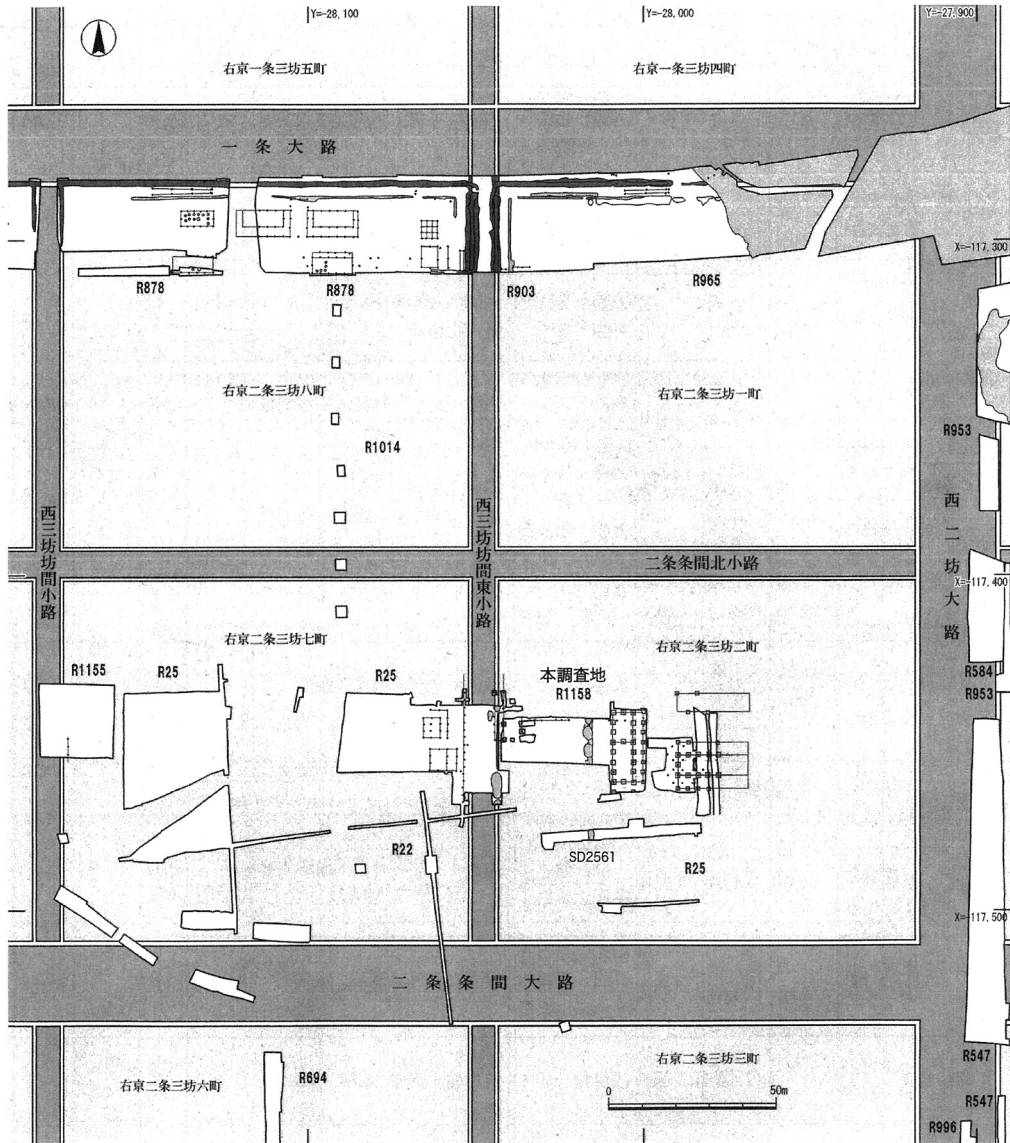 Y=-28,100
Y=-28,000
Y=-27,900
右京一条三坊五町
右京一条三坊四町
一条大路
X=-117,300
R878
R878
R903
R965
右京二条三坊八町
右京二条三坊一町
R953
R1014
西三坊坊間小路
西三坊坊間東小路
西二坊大路
二条条間北小路
X=-117,400
右京二条三坊七町
右京二条三坊二町
R1155
R25
R25
本調査地
R1158
R584
R953
R22
SD2561
R25
X=-117,500
二条条間大路
右京二条三坊六町
R694
右京二条三坊三町
R547
0
50m
R547
R996